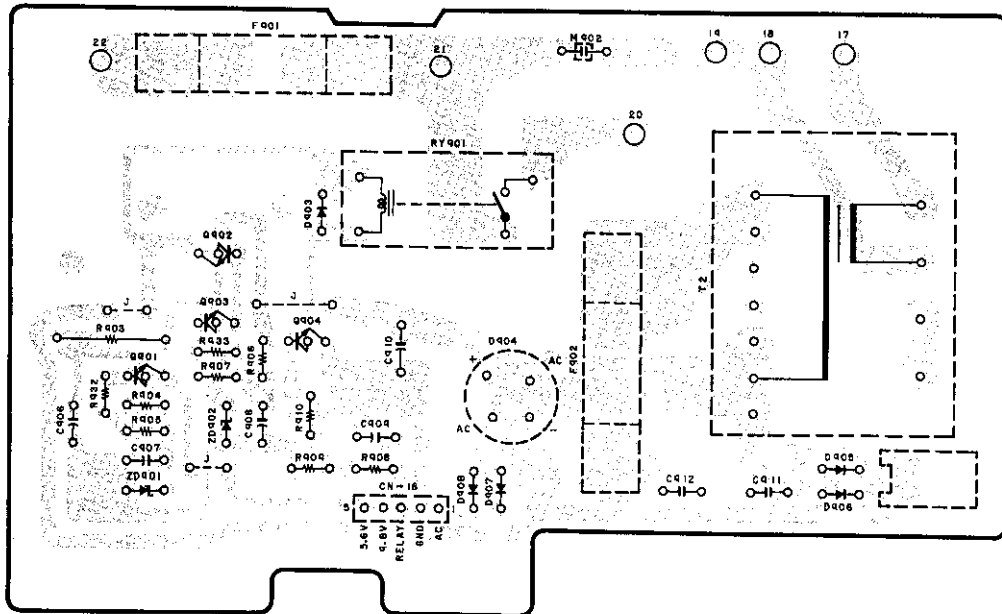 F901
22
21
M902
19
18
17
20
RY901
D903
Q902
T2
J
J
R903
Q903
Q904
R933
R906
C910
D904
+
AC
F902
Q901
R907
R932
C906
R904
R905
ZD902
C908
R910
AC
-
C907
C909
D905
J
R909
R908
ZD901
D908
D907
C912
C911
D906
CN-16
5
1
5.6V
9.8V
RELAY
GND
AC